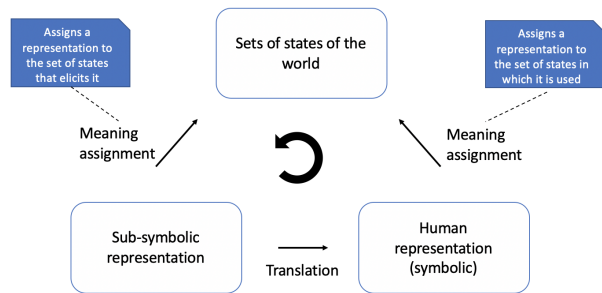 Assigns a
representation to
the set of states
that elicits it
Sets of states of the
world
Assigns a
representation to
the set of states in
which it is used
Meaning
assignment
Meaning
assignment
Sub-symbolic
representation
Translation
Human
representation
(symbolic)